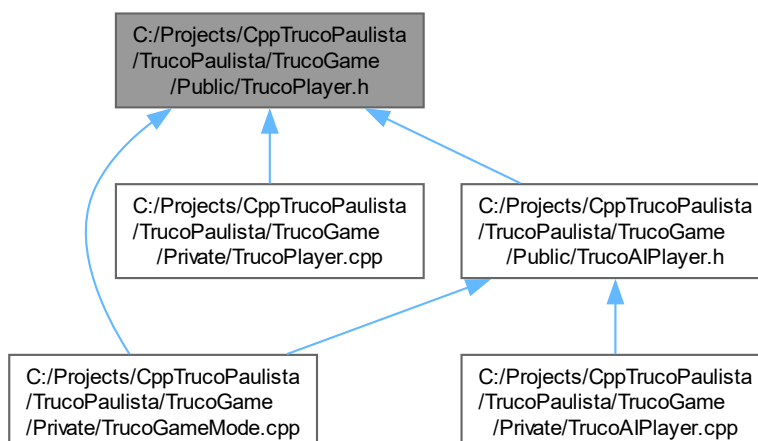 C:/Projects/CppTrucoPaulista
/TrucoPaulista/TrucoGame
/Public/TrucoPlayer.h
C:/Projects/CppTrucoPaulista
/TrucoPaulista/TrucoGame
/Private/TrucoPlayer.cpp
C:/Projects/CppTrucoPaulista
/TrucoPaulista/TrucoGame
/Public/TrucoAIPlayer.h
C:/Projects/CppTrucoPaulista
/TrucoPaulista/TrucoGame
/Private/TrucoGameMode.cpp
C:/Projects/CppTrucoPaulista
/TrucoPaulista/TrucoGame
/Private/TrucoAIPlayer.cpp